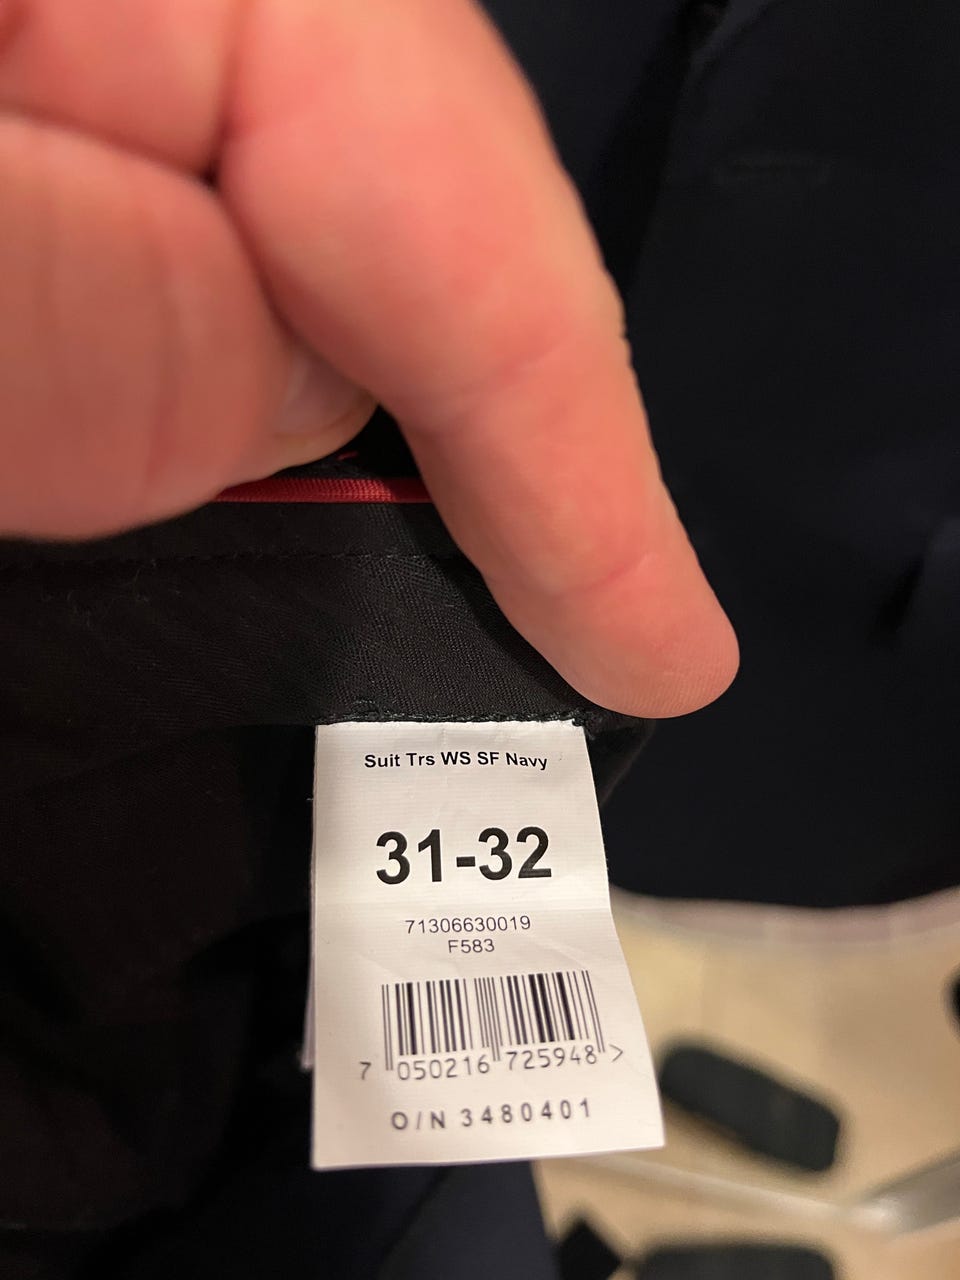 Suit Trs WS SF Navy
31-32
71306630019
F583
7 050216 725948 >
O/N 3480401